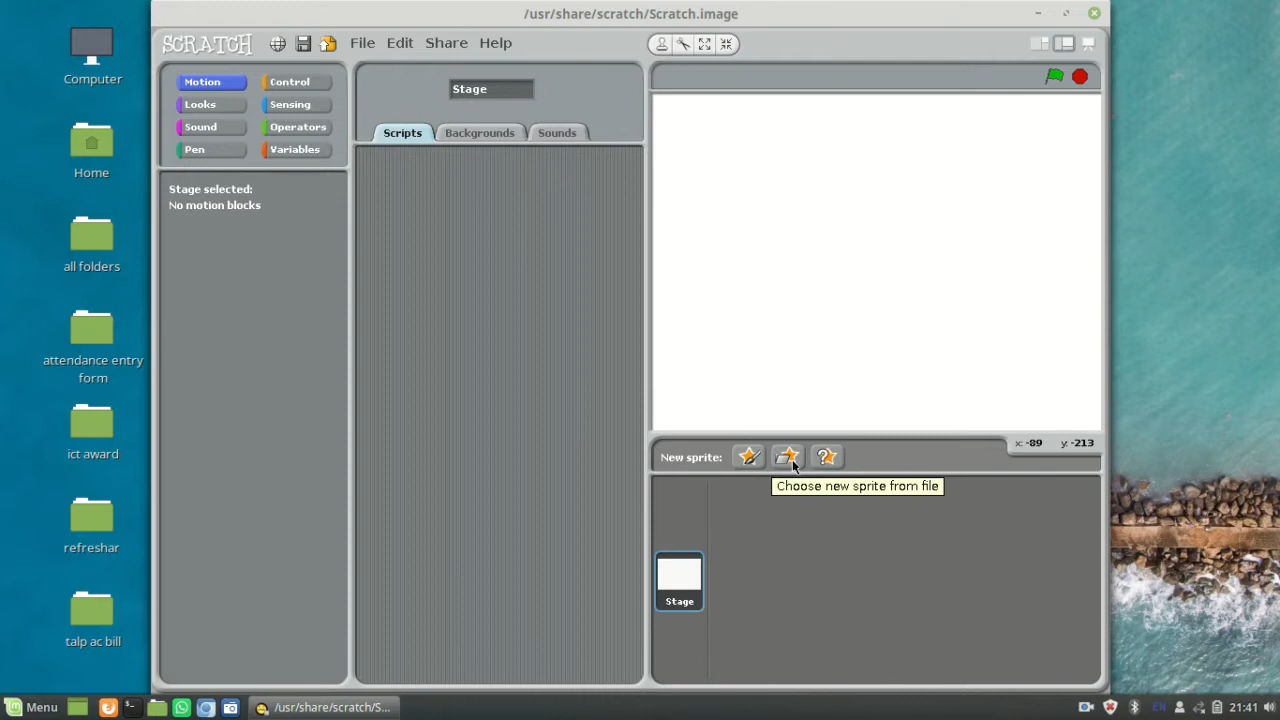 /usr/share/scratch/Scratch.image
Computer
Home
all folders
attendance entry
form
ict award
refreshar
talp ac bill
SCRATCH
File Edit Share Help
Motion Control
Looks Sensing
Sound Operators
Pen Variables
Stage selected:
No motion blocks
Stage
Scripts Backgrounds Sounds
x: -89 y: -213
New sprite:
Choose new sprite from file
Stage
Menu
/usr/share/scratch/S...
EN
21:41